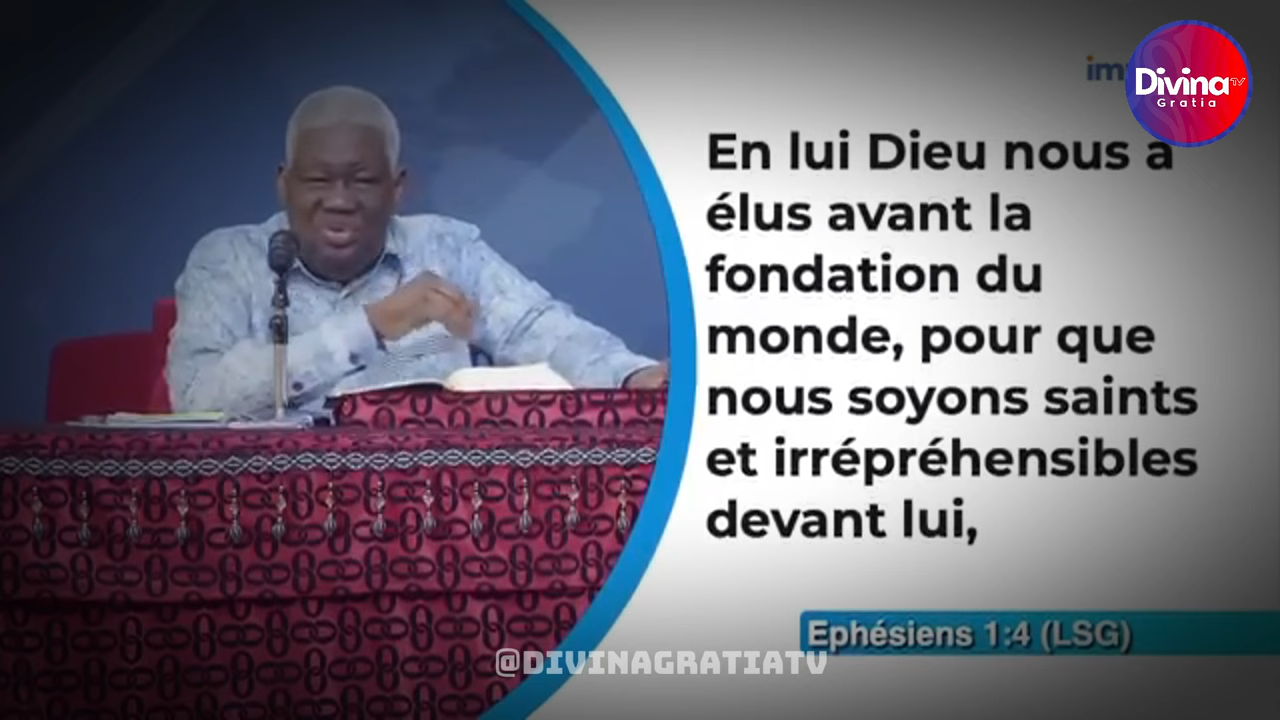 Divina TV
Gratia
En lui Dieu nous a
élus avant la
fondation du
monde, pour que
nous soyons saints
et irrépréhensibles
devant lui,
Ephésiens 1:4 (LSG)
@DIVINAGRATIATV